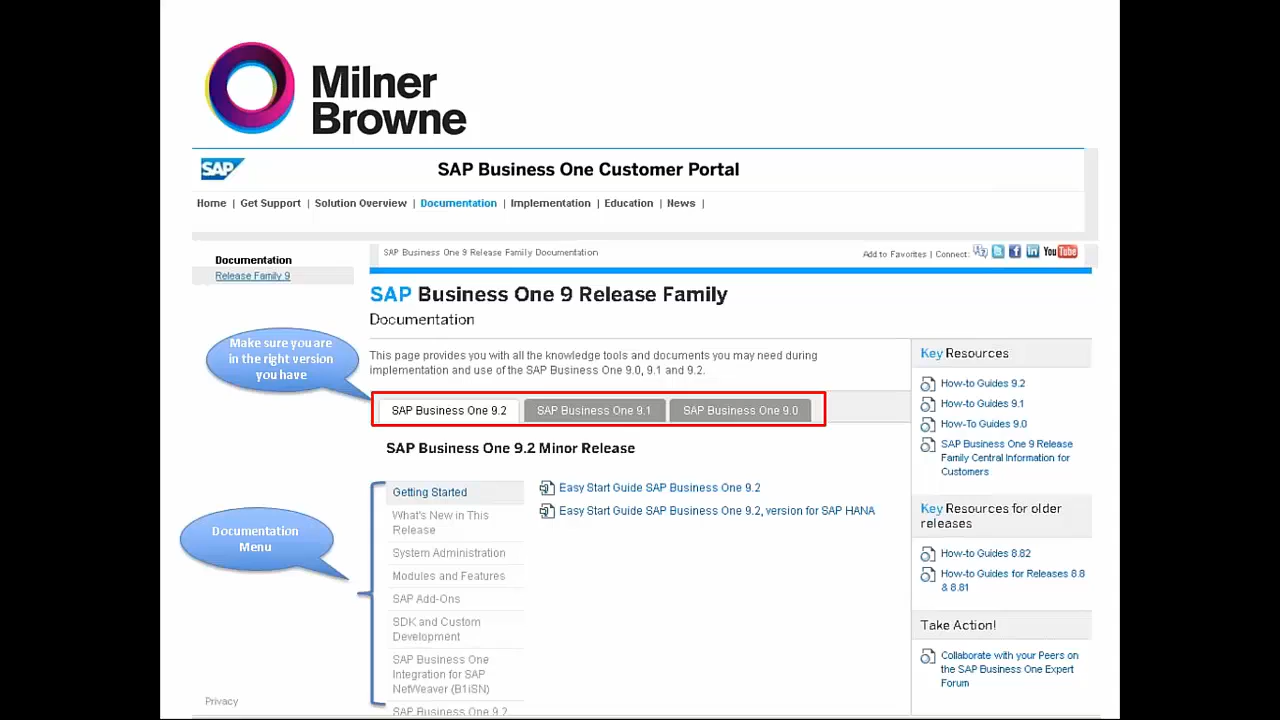 Milner
Browne
SAP
SAP Business One Customer Portal
Home | Get Support | Solution Overview | Documentation | Implementation | Education | News |
Documentation
Release Family 9
SAP Business One 9 Release Family Documentation
Add to Favorites | Connect:
You Tube
SAP Business One 9 Release Family
Documentation
Make sure you are
in the right version
you have
This page provides you with all the knowledge tools and documents you may need during
implementation and use of the SAP Business One 9.0, 9.1 and 9.2.
SAP Business One 9.2
SAP Business One 9.1
SAP Business One 9.0
SAP Business One 9.2 Minor Release
Documentation
Menu
Getting Started
What's New in This
Release
System Administration
Modules and Features
SAP Add-Ons
SDK and Custom
Development
SAP Business One
Integration for SAP
NetWeaver (B1iSN)
SAP Business One 9.2
Easy Start Guide SAP Business One 9.2
Easy Start Guide SAP Business One 9.2, version for SAP HANA
Key Resources
How-to Guides 9.2
How-to Guides 9.1
How-To Guides 9.0
SAP Business One 9 Release
Family Central Information for
Customers
Key Resources for older
releases
How-to Guides 8.82
How-to Guides for Releases 8.8
& 8.81
Take Action!
Collaborate with your Peers on
the SAP Business One Expert
Forum
Privacy